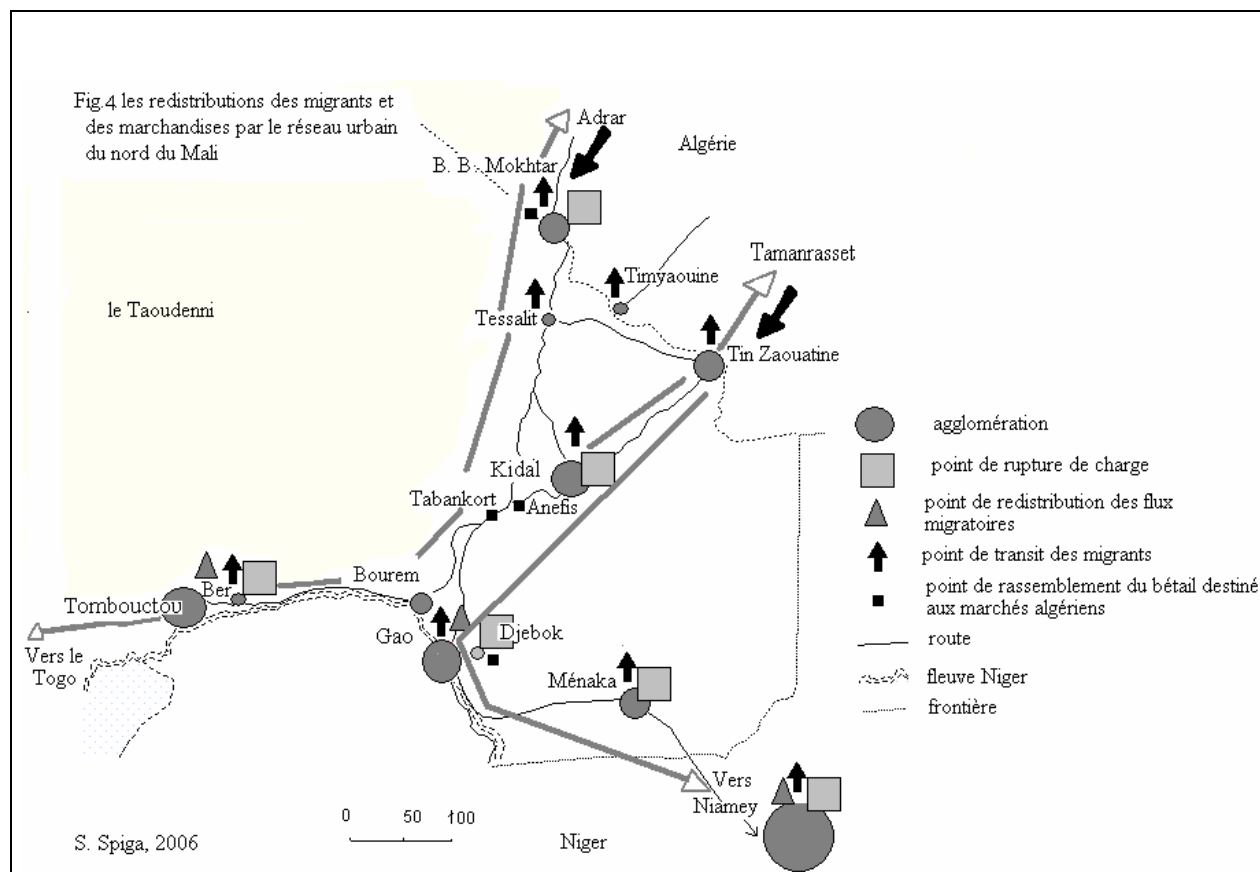 Fig.4 les redistributions des migrants et
des marchandises par le réseau urbain
du nord du Mali
Adrar
Algérie
B. B. Mokhtar
Tamanrasset
Timyaouine
le Taoudenni
Tessalit
Tin Zaouatine
agglomération
Kidal
point de rupture de charge
Tabankort
Anefis
point de redistribution des flux
migratoires
point de transit des migrants
Bourem
Ber
point de rassemblement du bétail destiné
aux marchés algériens
Tombouctou
Gao
Djebok
route
Vers le
Togo
Ménaka
fleuve Niger
frontière
Vers
Niamey
0 50 100
S. Spiga, 2006
Niger